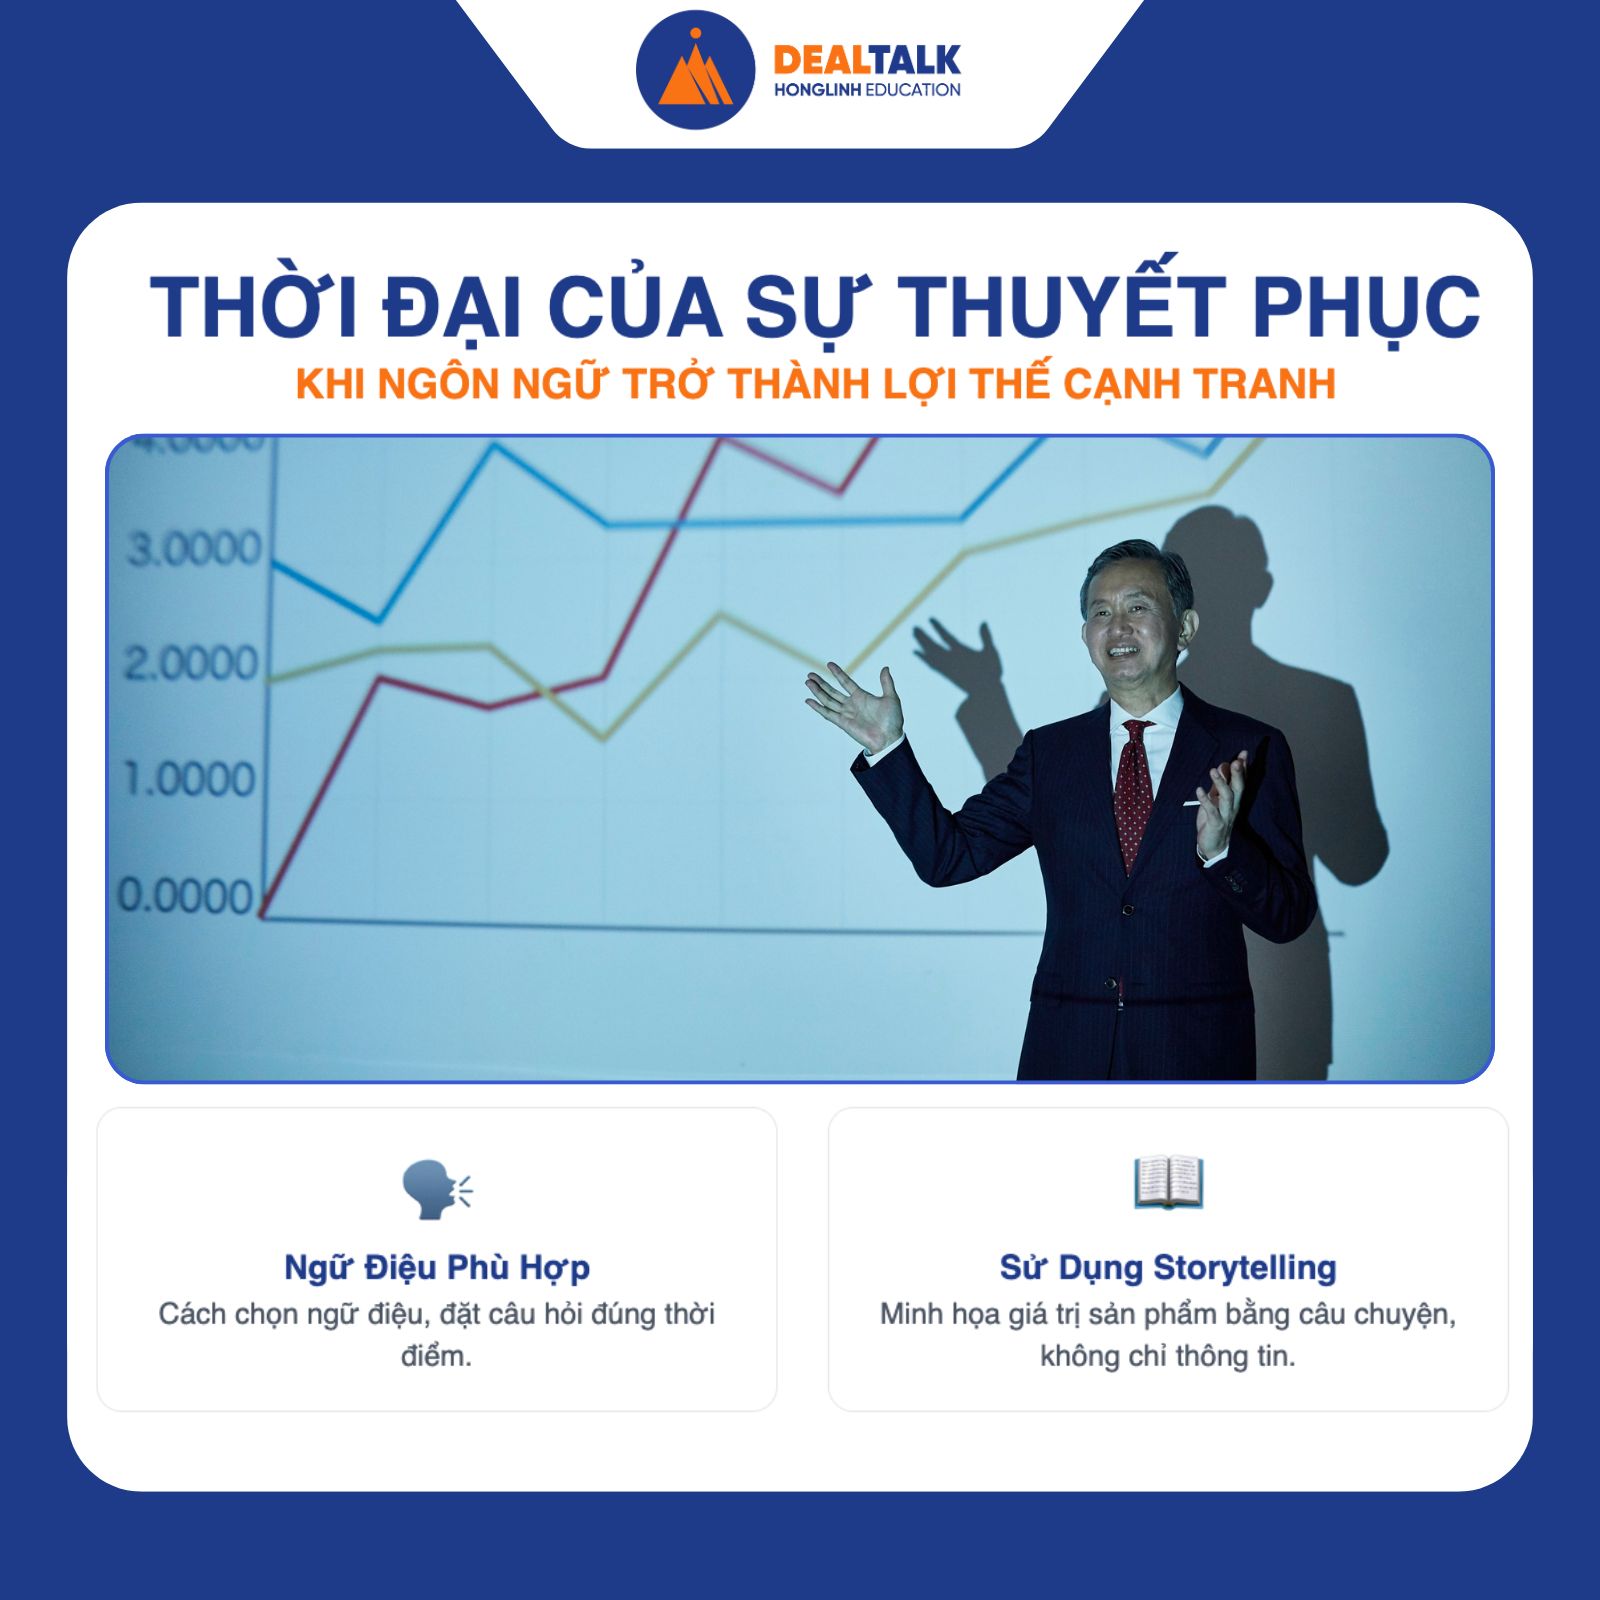 DEALTALK
HONGLINH EDUCATION
THỜI ĐẠI CỦA SỰ THUYẾT PHỤC
KHI NGÔN NGỮ TRỞ THÀNH LỢI THẾ CẠNH TRANH
4.0000
3.0000
2.0000
1.0000
0.0000
Ngữ Điệu Phù Hợp
Cách chọn ngữ điệu, đặt câu hỏi đúng thời
điểm.
Sử Dụng Storytelling
Minh họa giá trị sản phẩm bằng câu chuyện,
không chỉ thông tin.